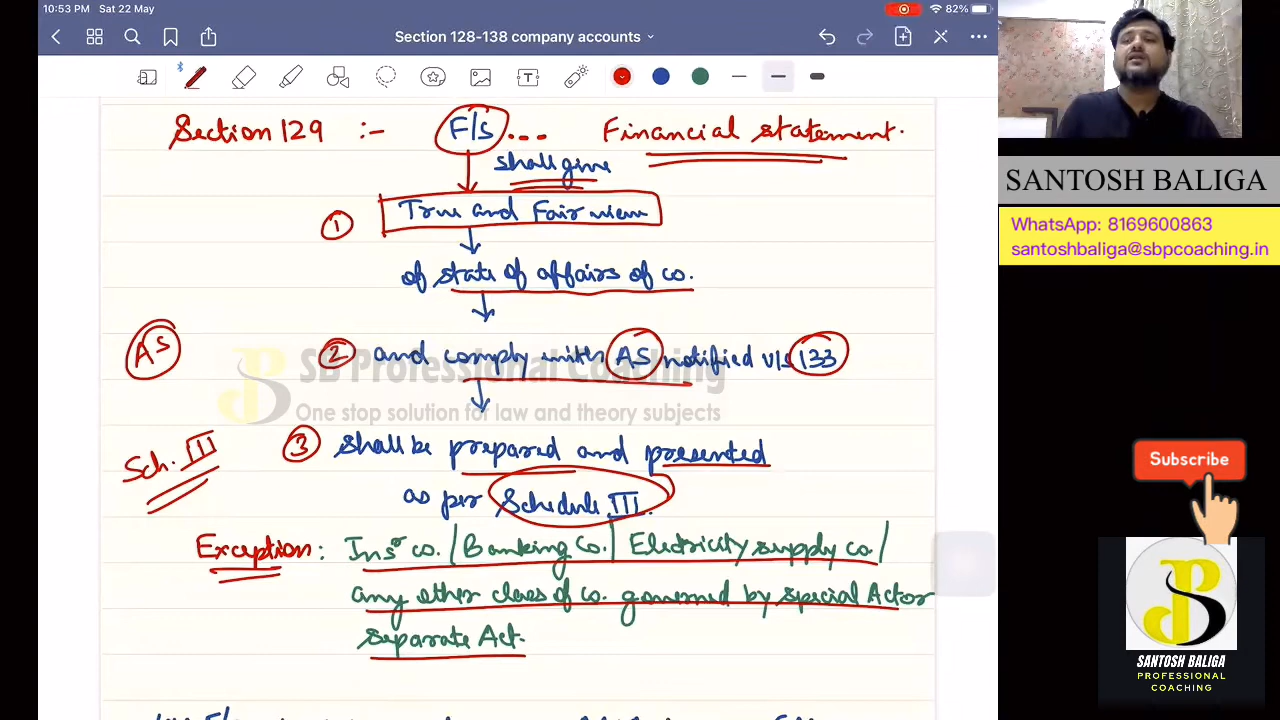 10:53 PM Sat 22 May
82%
Section 128-138 company accounts
T
Section 129 :- F/s ... Financial statement.
shall give
① True and Fair view
of state of affairs of co.
AS
② and comply with AS notified u/s 133
SB Professional Coaching
One stop solution for law and theory subjects
Sch. III
③ shall be prepared and presented
as per Schedule III.
Exception: Insᵉ co. / Banking Co. / Electricity supply co /
any other class of co. governed by special Act or
separate Act.
SANTOSH BALIGA
WhatsApp: 8169600863
santoshbaliga@sbpcoaching.in
Subscribe
SANTOSH BALIGA
PROFESSIONAL
COACHING